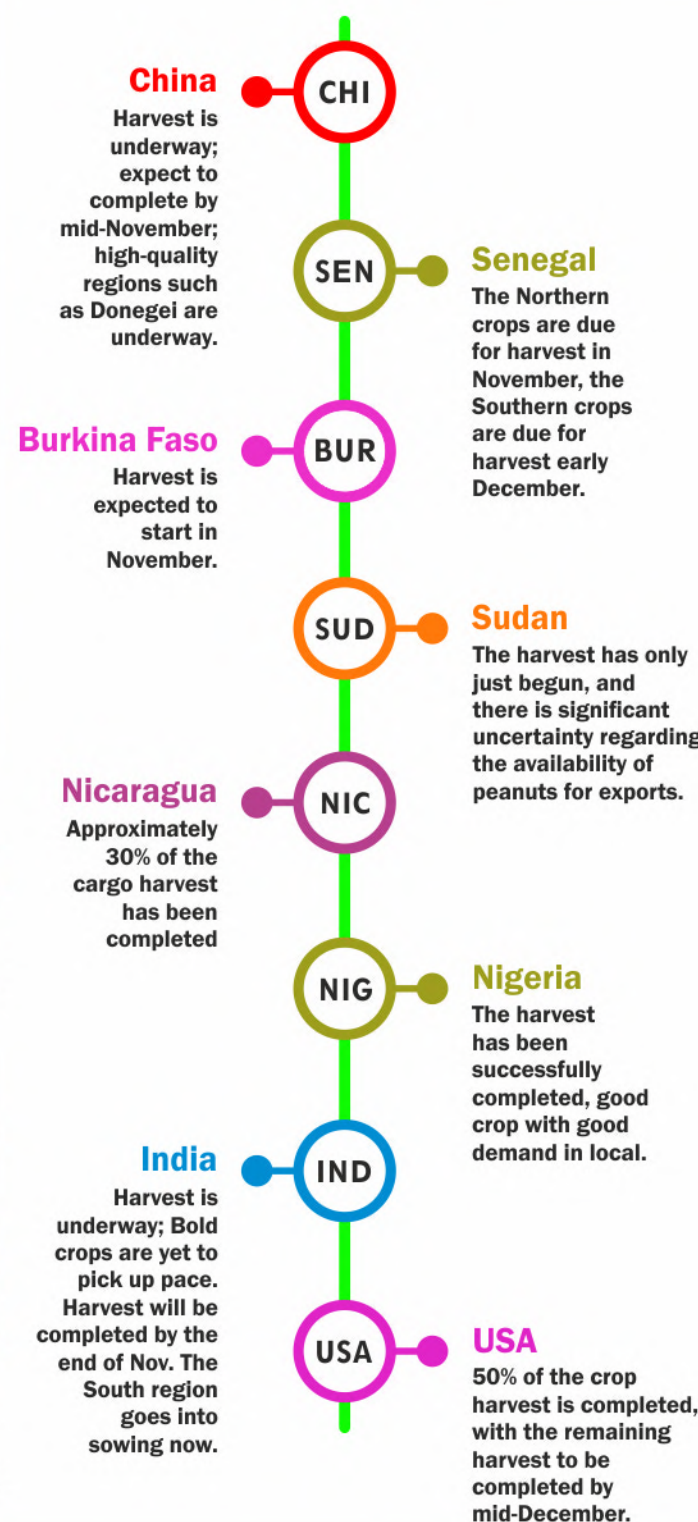 CHI
China
Harvest is
underway;
expect to
complete by
mid-November;
high-quality
regions such
as Donegei are
underway.
SEN
Senegal
The Northern
crops are due
for harvest in
November, the
Southern crops
are due for
harvest early
December.
BUR
Burkina Faso
Harvest is
expected to
start in
November.
SUD
Sudan
The harvest has only
just begun, and
there is significant
uncertainty regarding
the availability of
peanuts for exports.
NIC
Nicaragua
Approximately
30% of the
cargo harvest
has been
completed
NIG
Nigeria
The harvest
has been
successfully
completed, good
crop with good
demand in local.
IND
India
Harvest is
underway; Bold
crops are yet to
pick up pace.
Harvest will be
completed by the
end of Nov. The
South region
goes into
sowing now.
USA
USA
50% of the crop
harvest is completed,
with the remaining
harvest to be
completed by
mid-December.